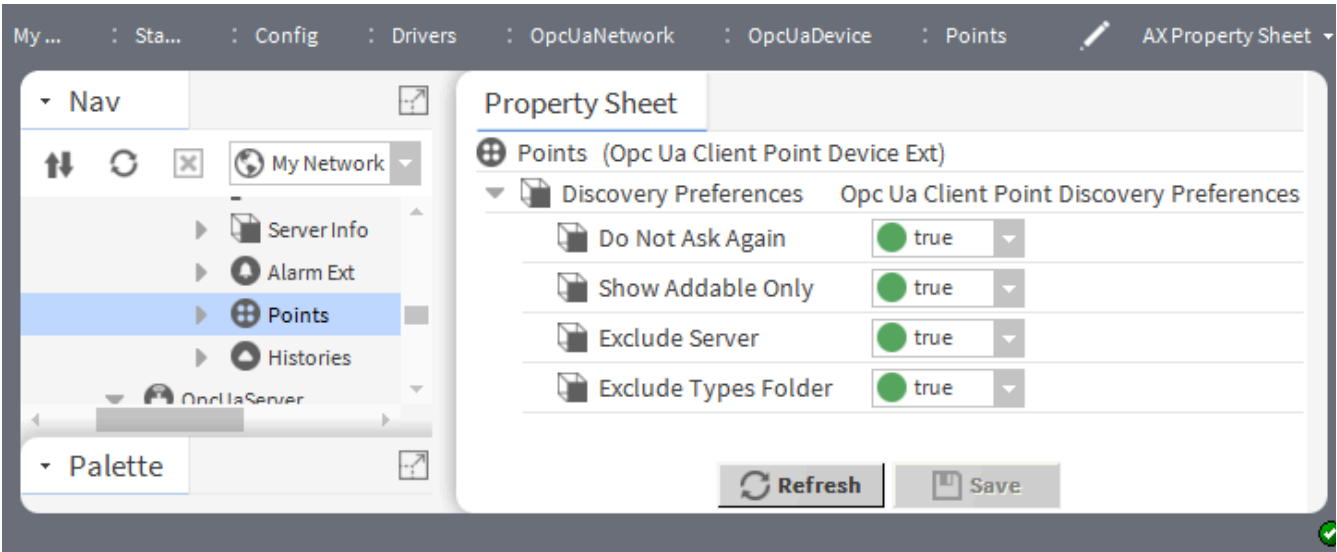 My ... : Sta... : Config : Drivers : OpcUaNetwork : OpcUaDevice : Points AX Property Sheet
Nav
My Network
Server Info
Alarm Ext
Points
Histories
OpcUaServer
Palette
Property Sheet
Points (Opc Ua Client Point Device Ext)
Discovery Preferences Opc Ua Client Point Discovery Preferences
Do Not Ask Again true
Show Addable Only true
Exclude Server true
Exclude Types Folder true
Refresh Save